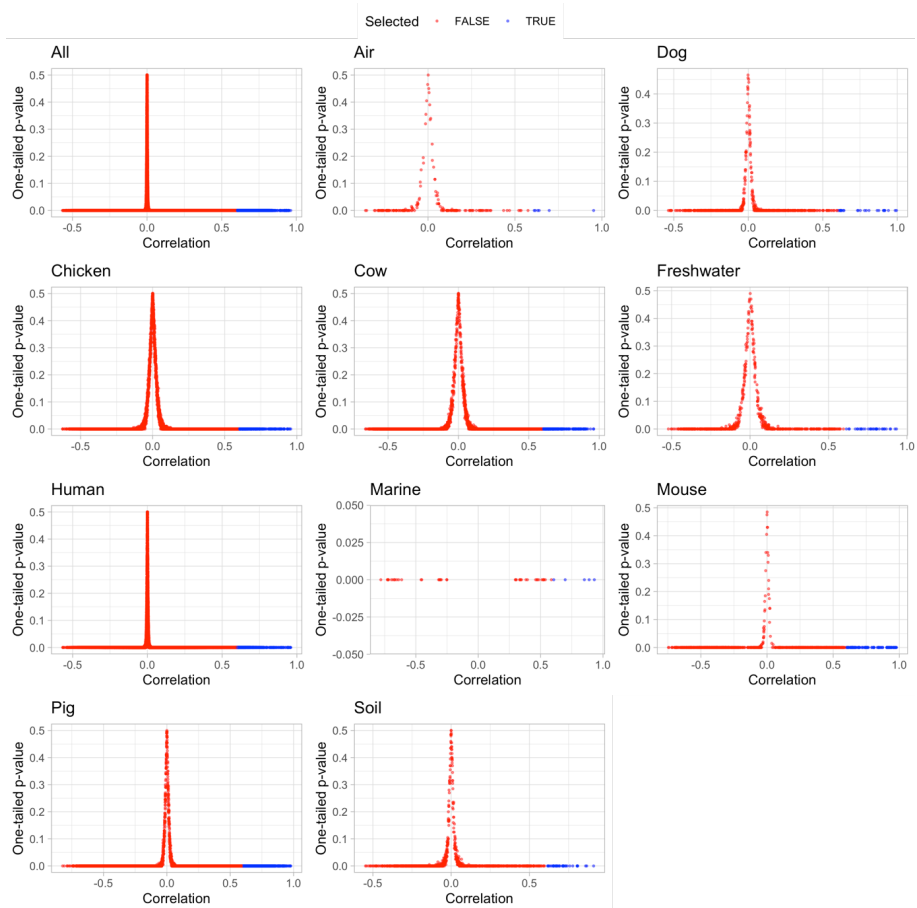 Selected FALSE TRUE
All Air Dog
One-tailed p-value 0.5 0.4 0.3 0.2 0.1 0.0
-0.5 0.0 0.5 1.0
Correlation
One-tailed p-value 0.5 0.4 0.3 0.2 0.1 0.0
0.0 0.5 1.0
Correlation
One-tailed p-value 0.4 0.3 0.2 0.1 0.0
-0.5 0.0 0.5 1.0
Correlation
Chicken Cow Freshwater
One-tailed p-value 0.5 0.4 0.3 0.2 0.1 0.0
-0.5 0.0 0.5 1.0
Correlation
One-tailed p-value 0.5 0.4 0.3 0.2 0.1 0.0
-0.5 0.0 0.5 1.0
Correlation
One-tailed p-value 0.5 0.4 0.3 0.2 0.1 0.0
-0.5 0.0 0.5 1.0
Correlation
Human Marine Mouse
One-tailed p-value 0.5 0.4 0.3 0.2 0.1 0.0
-0.5 0.0 0.5 1.0
Correlation
One-tailed p-value 0.050 0.025 0.000 -0.025 -0.050
-0.5 0.0 0.5 1.0
Correlation
One-tailed p-value 0.5 0.4 0.3 0.2 0.1 0.0
-0.5 0.0 0.5 1.0
Correlation
Pig Soil
One-tailed p-value 0.5 0.4 0.3 0.2 0.1 0.0
-0.5 0.0 0.5 1.0
Correlation
One-tailed p-value 0.5 0.4 0.3 0.2 0.1 0.0
-0.5 0.0 0.5
Correlation